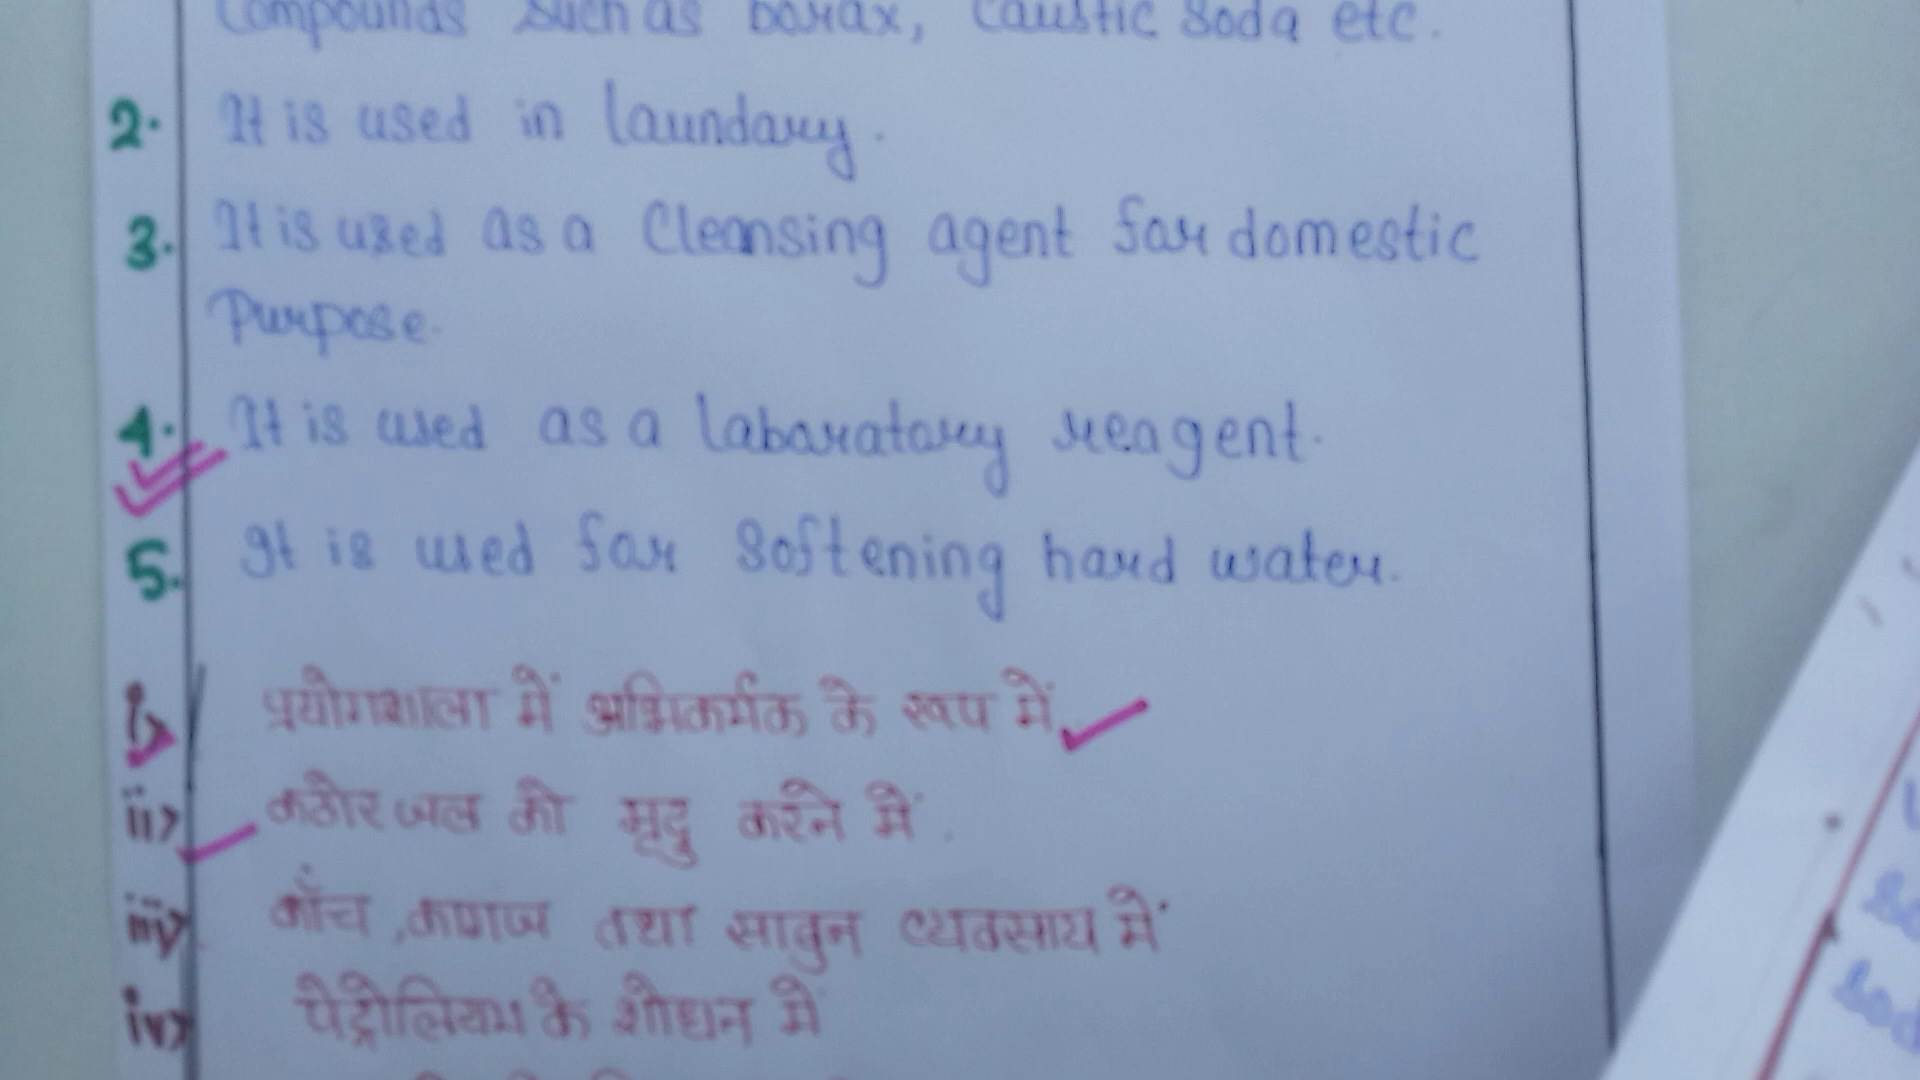 Compounds such as borax, Caustic Soda etc.
2. It is used in laundary.
3. It is used as a Cleansing agent for domestic
Purpose.
4. It is used as a laboratory reagent.
5. It is used for Softening hard water.
i> प्रयोगशाला में अभिकर्मक के रूप में
ii> कठोर जल को मृदु करने में.
iii> काँच, कागज तथा साबुन व्यवसाय में
iv> पेट्रोलियम के शोधन में